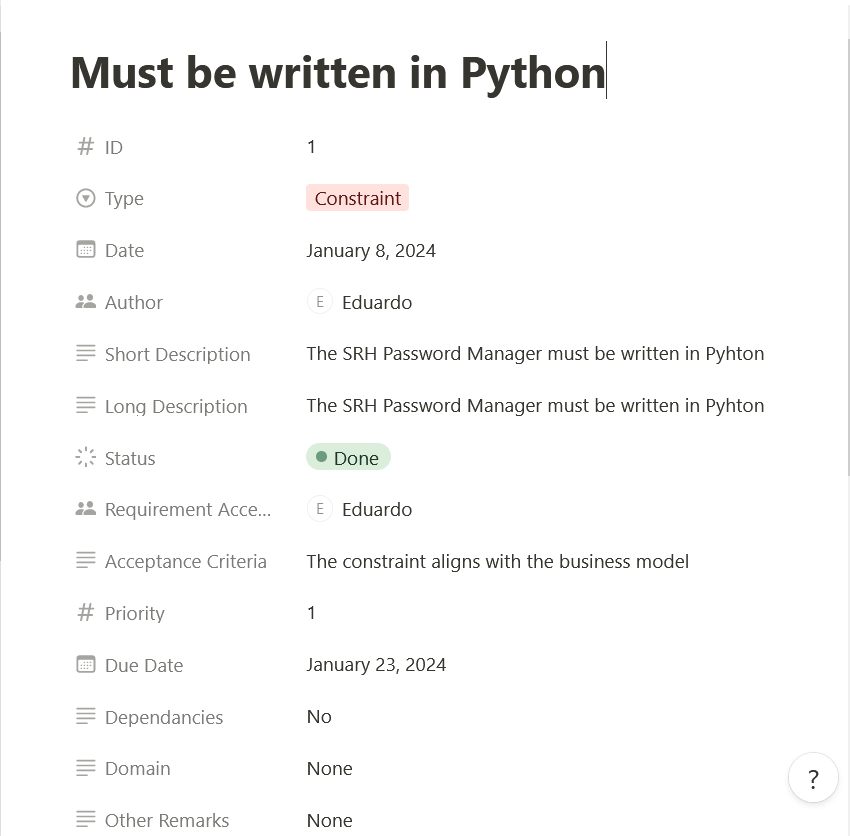 Must be written in Python
# ID 1
Type Constraint
Date January 8, 2024
Author E Eduardo
Short Description The SRH Password Manager must be written in Pyhton
Long Description The SRH Password Manager must be written in Pyhton
Status Done
Requirement Acce... E Eduardo
Acceptance Criteria The constraint aligns with the business model
# Priority 1
Due Date January 23, 2024
Dependancies No
Domain None
?
Other Remarks None